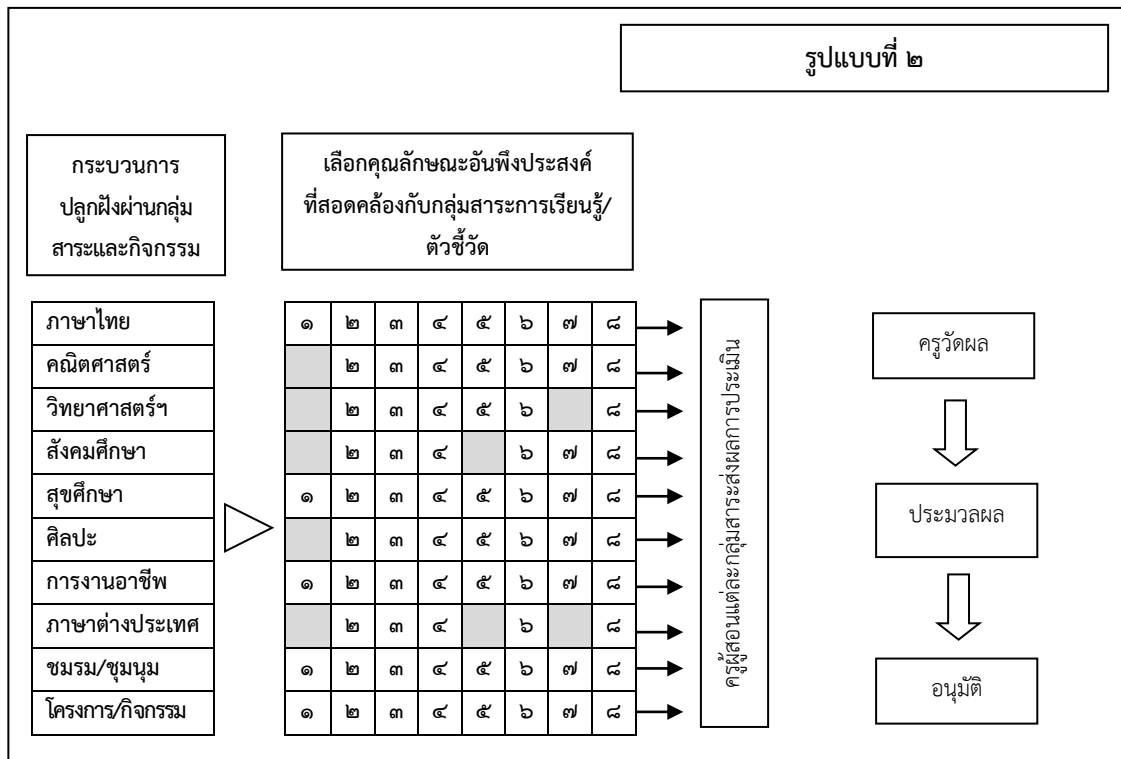 รูปแบบที่ ๒
กระบวนการ
ปลูกฝังผ่านกลุ่ม
สาระและกิจกรรม
เลือกคุณลักษณะอันพึงประสงค์
ที่สอดคล้องกับกลุ่มสาระการเรียนรู้/
ตัวชี้วัด
ภาษาไทย ๑ ๒ ๓ ๔ ๕ ๖ ๗ ๘
คณิตศาสตร์ ๒ ๓ ๔ ๕ ๖ ๗ ๘
วิทยาศาสตร์ฯ ๒ ๓ ๔ ๕ ๖ ๘
สังคมศึกษา ๒ ๓ ๔ ๖ ๗ ๘
สุขศึกษา ๑ ๒ ๓ ๔ ๕ ๖ ๗ ๘
ศิลปะ ๒ ๓ ๔ ๕ ๖ ๗ ๘
การงานอาชีพ ๑ ๒ ๓ ๔ ๕ ๖ ๗ ๘
ภาษาต่างประเทศ ๒ ๓ ๔ ๖ ๘
ชมรม/ชุมนุม ๑ ๒ ๓ ๔ ๕ ๖ ๗ ๘
โครงการ/กิจกรรม ๑ ๒ ๓ ๔ ๕ ๖ ๗ ๘
ครูผู้สอนแต่ละกลุ่มสาระส่งผลการประเมิน
ครูวัดผล
ประมวลผล
อนุมัติ